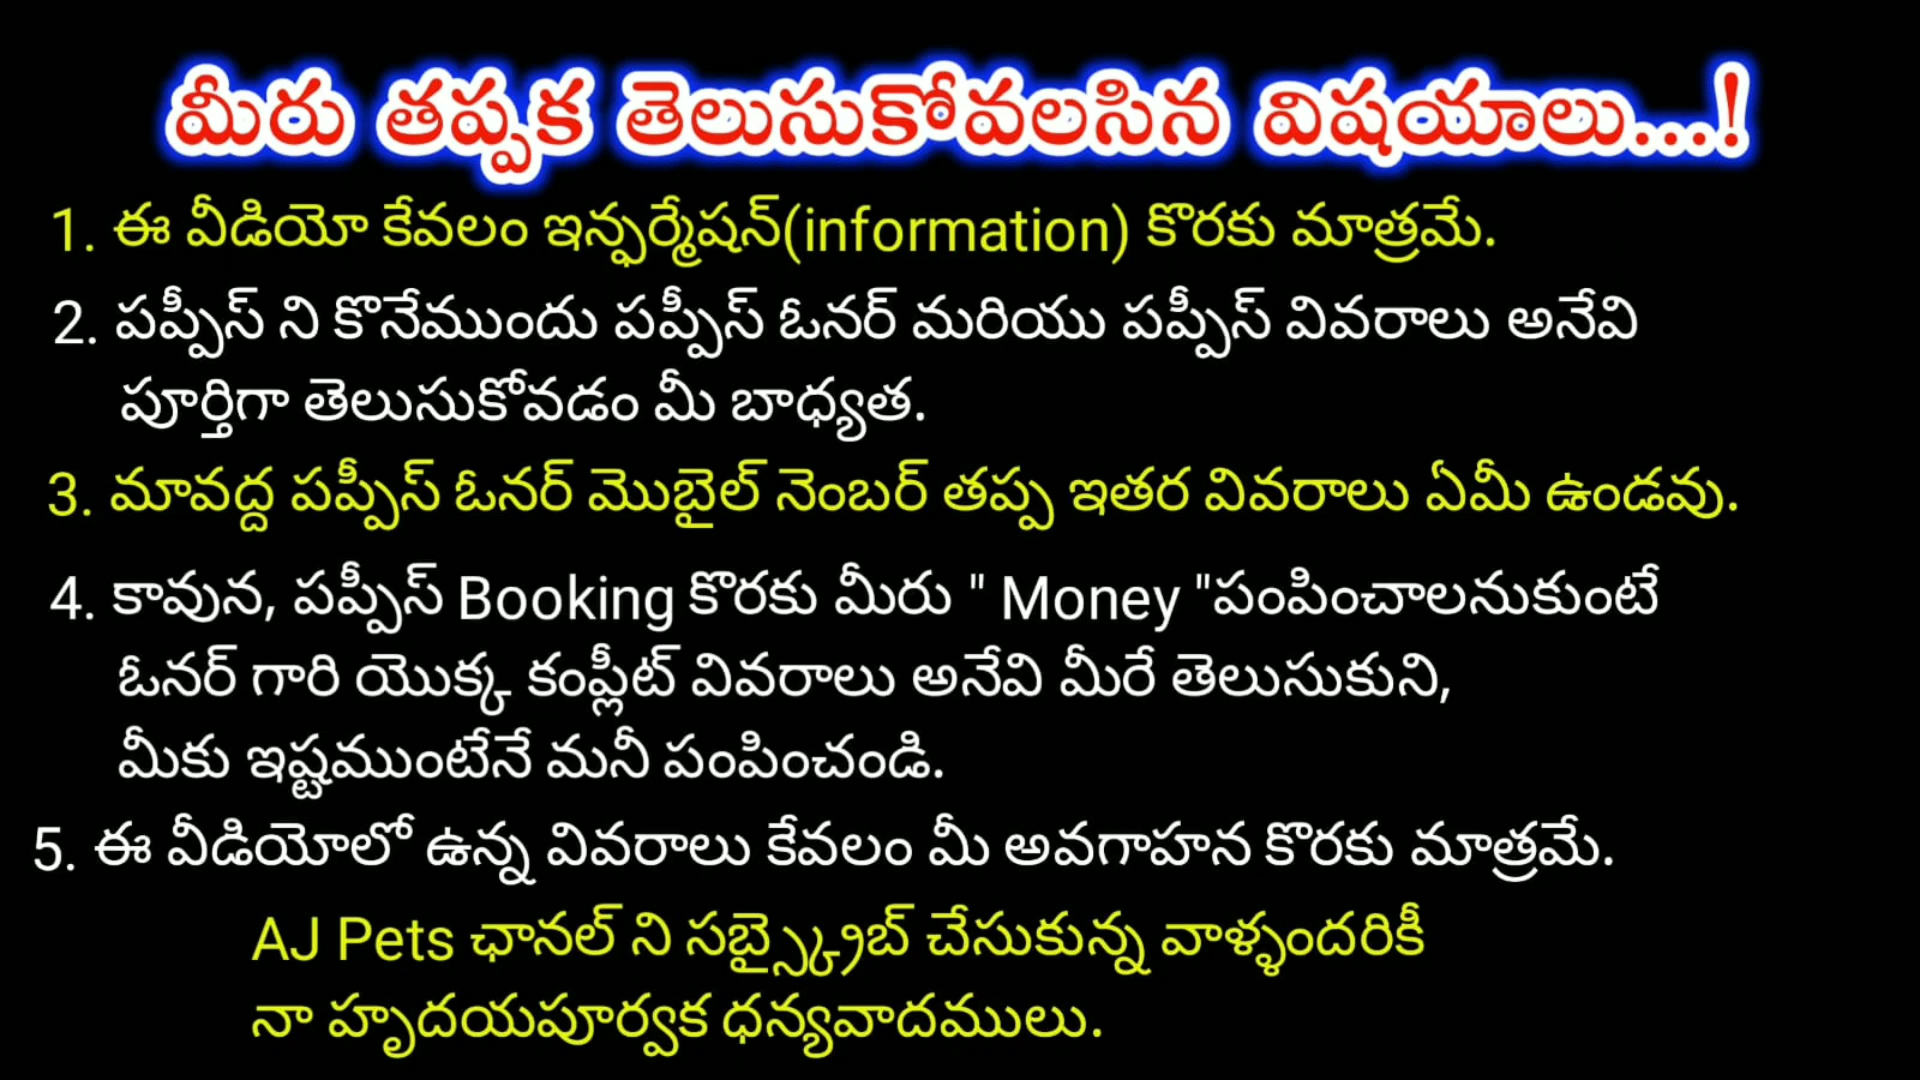 మీరు తప్పక తెలుసుకోవలసిన విషయాలు...!
1. ఈ వీడియో కేవలం ఇన్ఫర్మేషన్(information) కొరకు మాత్రమే.
2. పప్పీస్ ని కొనేముందు పప్పీస్ ఓనర్ మరియు పప్పీస్ వివరాలు అనేవి
పూర్తిగా తెలుసుకోవడం మీ బాధ్యత.
3. మావద్ద పప్పీస్ ఓనర్ మొబైల్ నెంబర్ తప్ప ఇతర వివరాలు ఏమీ ఉండవు.
4. కావున, పప్పీస్ Booking కొరకు మీరు " Money "పంపించాలనుకుంటే
ఓనర్ గారి యొక్క కంప్లీట్ వివరాలు అనేవి మీరే తెలుసుకుని,
మీకు ఇష్టముంటేనే మనీ పంపించండి.
5. ఈ వీడియోలో ఉన్న వివరాలు కేవలం మీ అవగాహన కొరకు మాత్రమే.
AJ Pets ఛానల్ ని సబ్స్క్రైబ్ చేసుకున్న వాళ్ళందరికీ
నా హృదయపూర్వక ధన్యవాదములు.